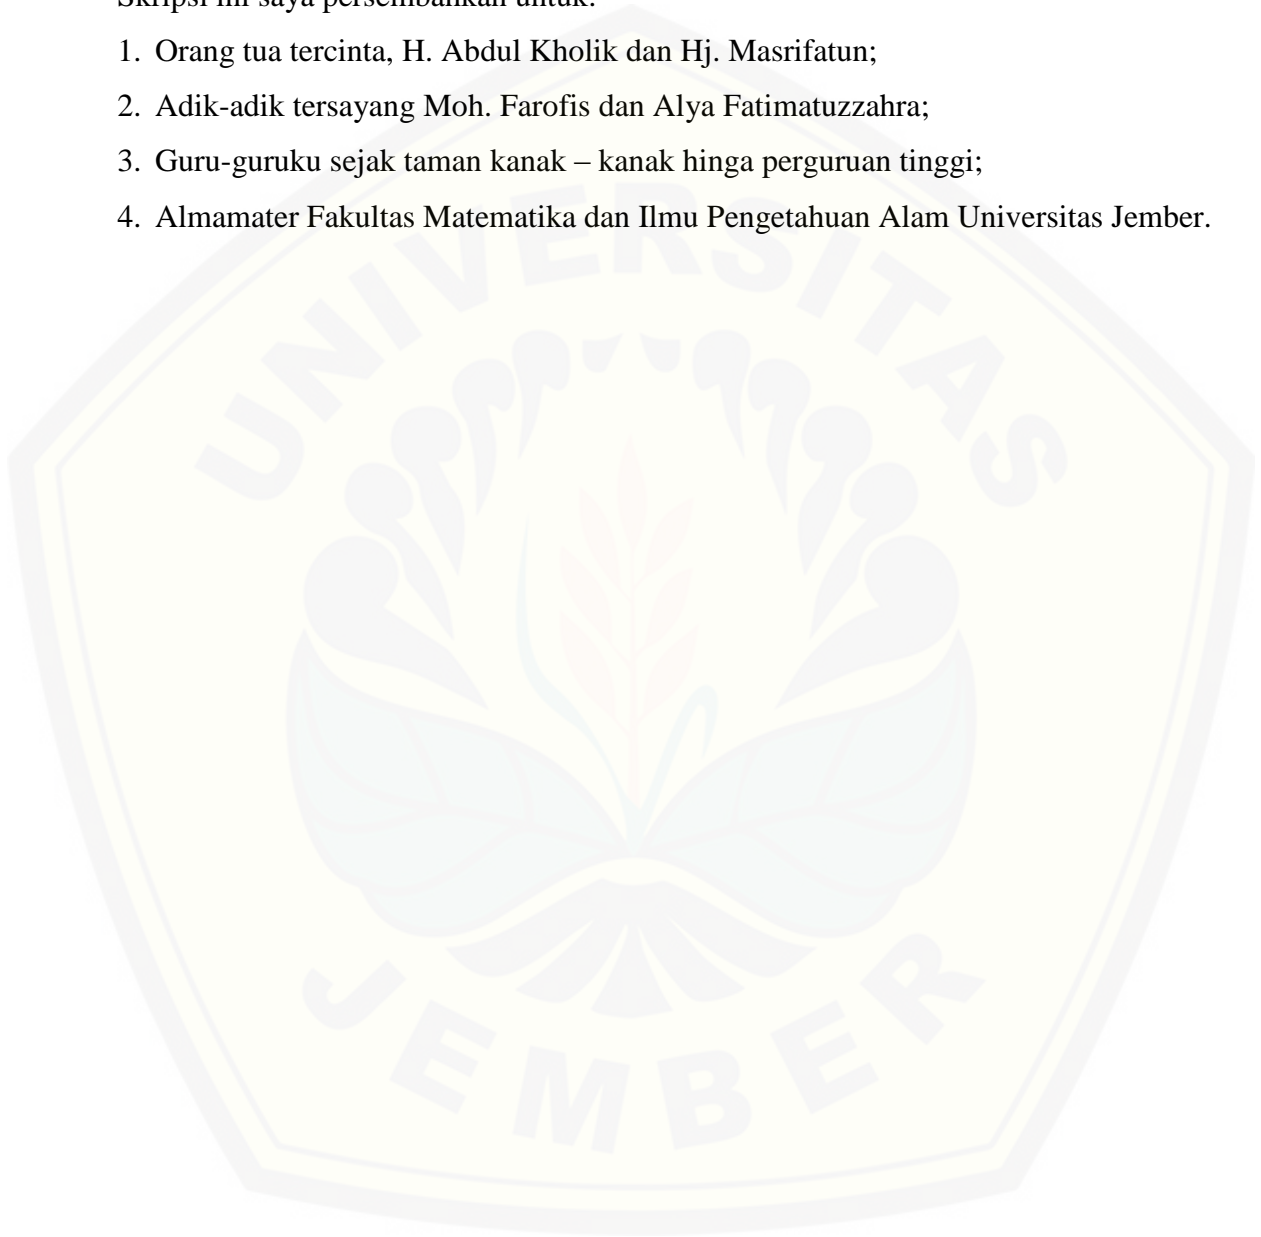 Skripsi ini saya persembahkan untuk:
1. Orang tua tercinta, H. Abdul Kholik dan Hj. Masrifatun;
2. Adik-adik tersayang Moh. Farofis dan Alya Fatimatuzzahra;
3. Guru-guruku sejak taman kanak – kanak hingga perguruan tinggi;
4. Almamater Fakultas Matematika dan Ilmu Pengetahuan Alam Universitas Jember.
UNIVERSITAS
JEMBER